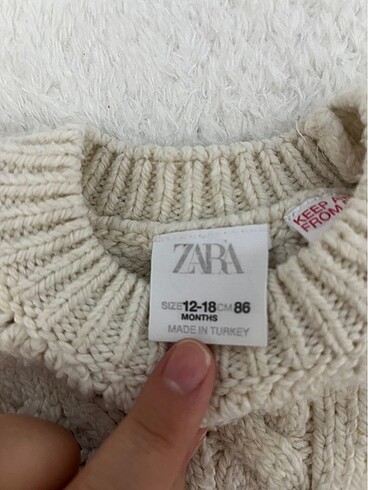 ZARA
SIZE 12-18 CM 86
MONTHS
MADE IN TURKEY
KEEP
FROM